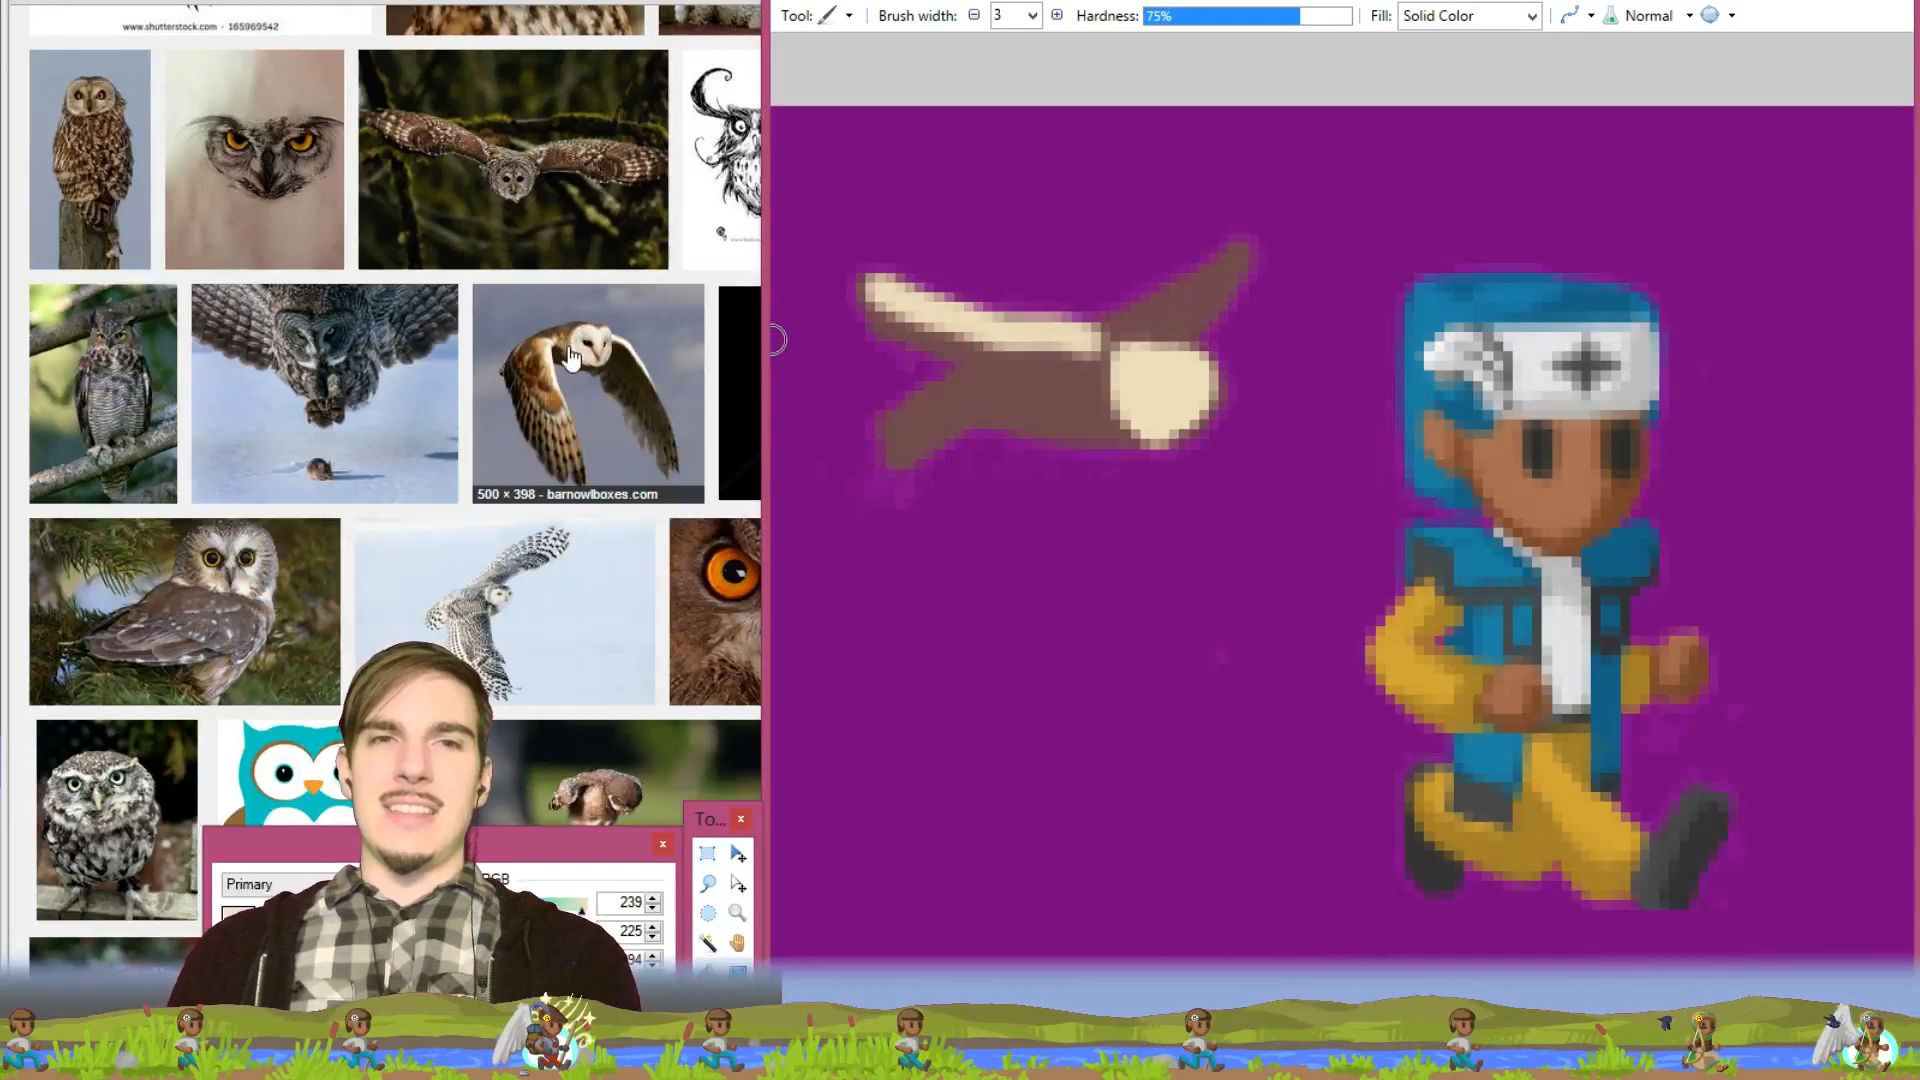 www.shutterstock.com · 165969542
Tool:
Brush width:
3
Hardness:
75%
Fill:
Solid Color
Normal
500 × 398 - barnowlboxes.com
To...
Primary
RGB
239
225